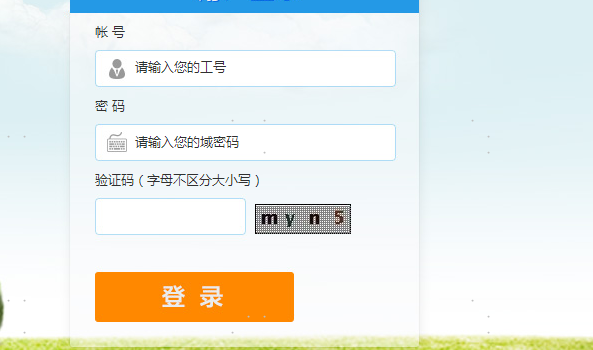 帐 号
请输入您的工号
密 码
请输入您的域密码
验证码（字母不区分大小写）
m y n 5
登 录